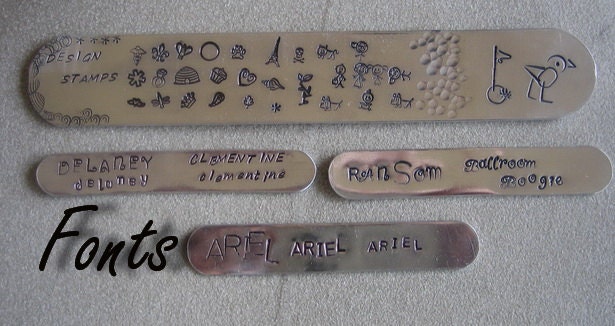 DESIGN
STAMPS
DELANEY CLEMENTINE
delaney clementine
RANSOM Ballroom
Boogie
Fonts
ARIEL ARIEL ARIEL